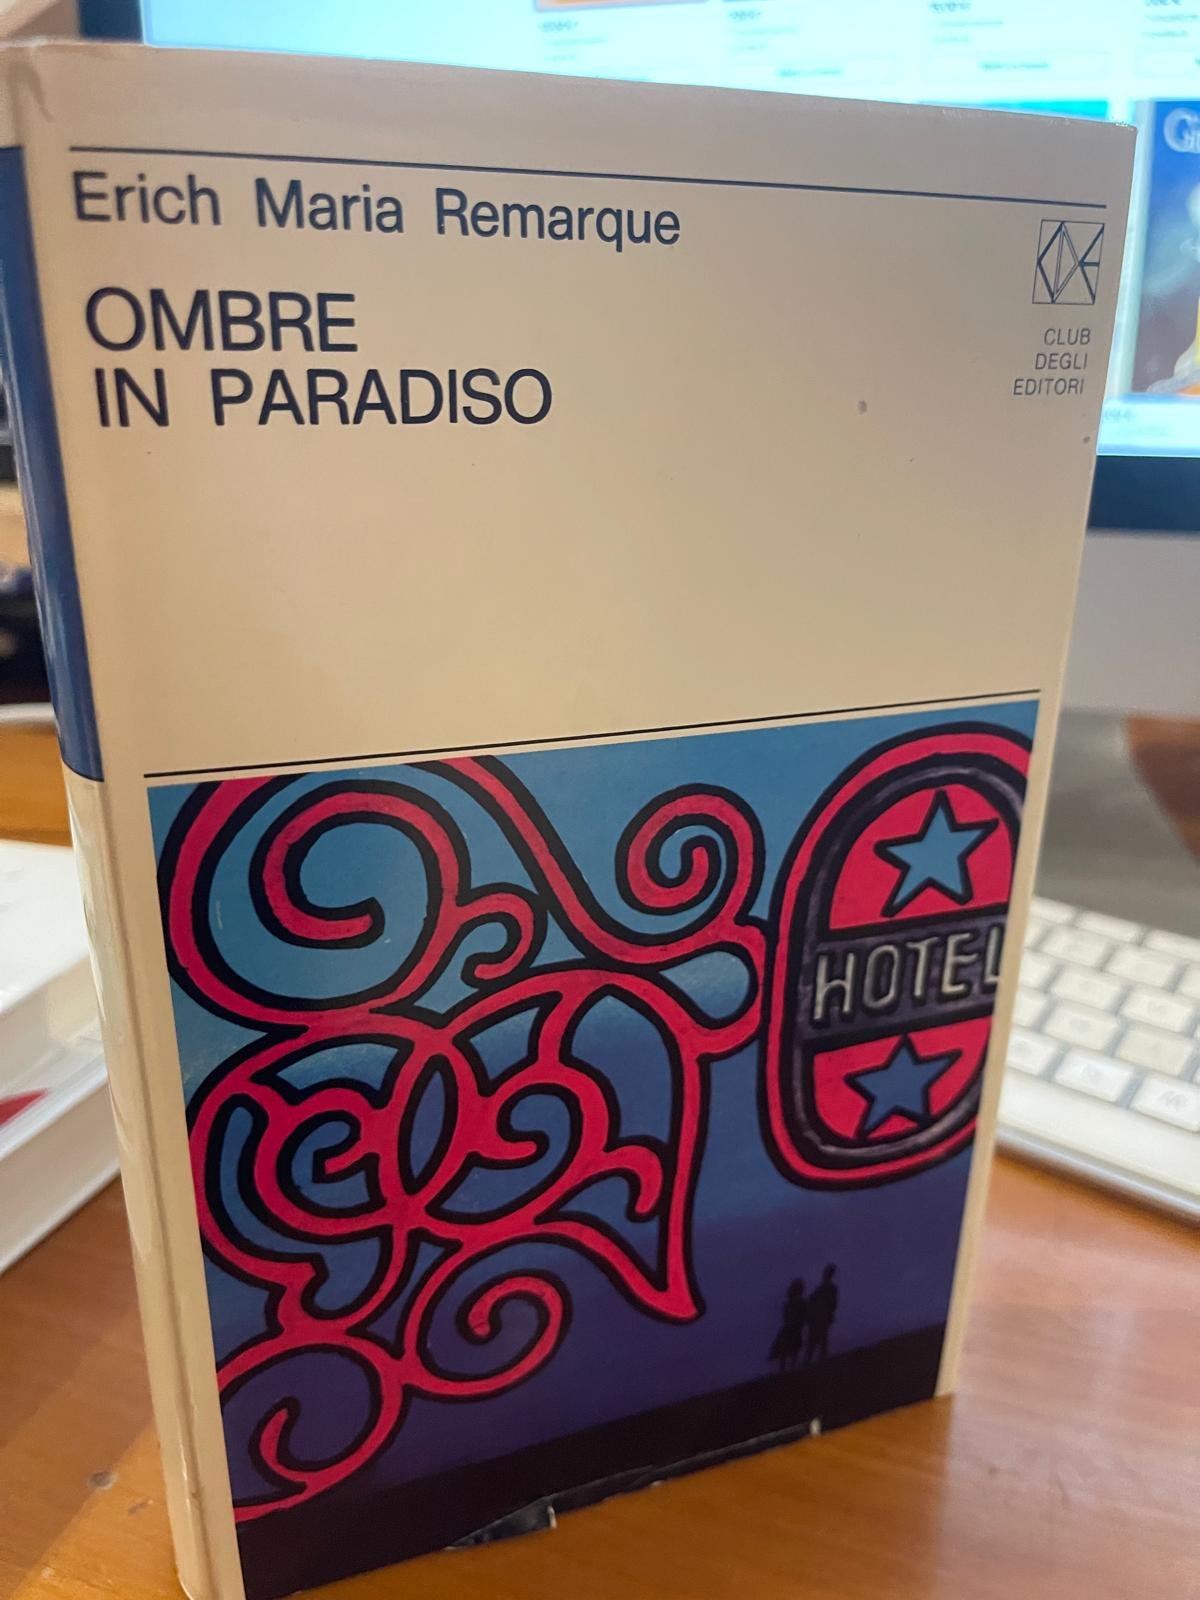 Erich Maria Remarque
OMBRE
IN PARADISO
CLUB
DEGLI
EDITORI
HOTEL